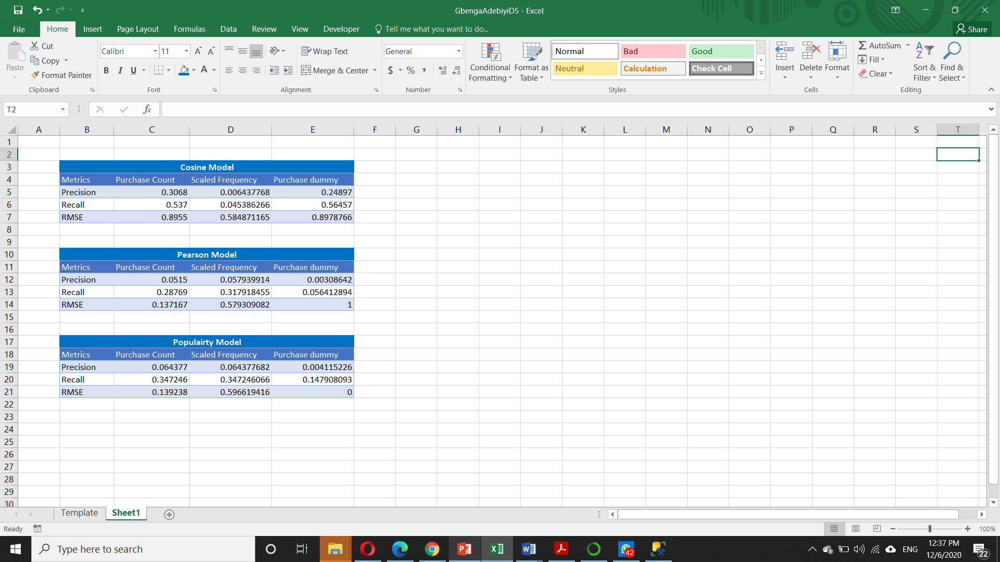 GbengaAdebiyiDS - Excel
File Home Insert Page Layout Formulas Data Review View Developer Tell me what you want to do... Share
Paste
Cut
Copy
Format Painter
Clipboard
Calibri 11
B I U A
Font
Wrap Text
Merge & Center
Alignment
General
$ % ,
Number
Conditional Formatting
Format as Table
Normal Bad Good
Neutral Calculation Check Cell
Styles
Insert Delete Format
Cells
AutoSum
Fill
Clear
Sort & Filter
Find & Select
Editing
T2 fx
A B C D E F G H I J K L M N O P Q R S T
1
2
3 Cosine Model
4 Metrics Purchase Count Scaled Frequency Purchase dummy
5 Precision 0.3068 0.006437768 0.24897
6 Recall 0.537 0.045386266 0.56457
7 RMSE 0.8955 0.584871165 0.8978766
8
9
10 Pearson Model
11 Metrics Purchase Count Scaled Frequency Purchase dummy
12 Precision 0.0515 0.057939914 0.00308642
13 Recall 0.28769 0.317918455 0.056412894
14 RMSE 0.137167 0.579309082 1
15
16
17 Populairty Model
18 Metrics Purchase Count Scaled Frequency Purchase dummy
19 Precision 0.064377 0.064377682 0.004115226
20 Recall 0.347246 0.347246066 0.147908093
21 RMSE 0.139238 0.596619416 0
22
23
24
25
26
27
28
29
30
Template Sheet1
Ready 100%
Type here to search
42
ENG
12:37 PM
12/6/2020
22